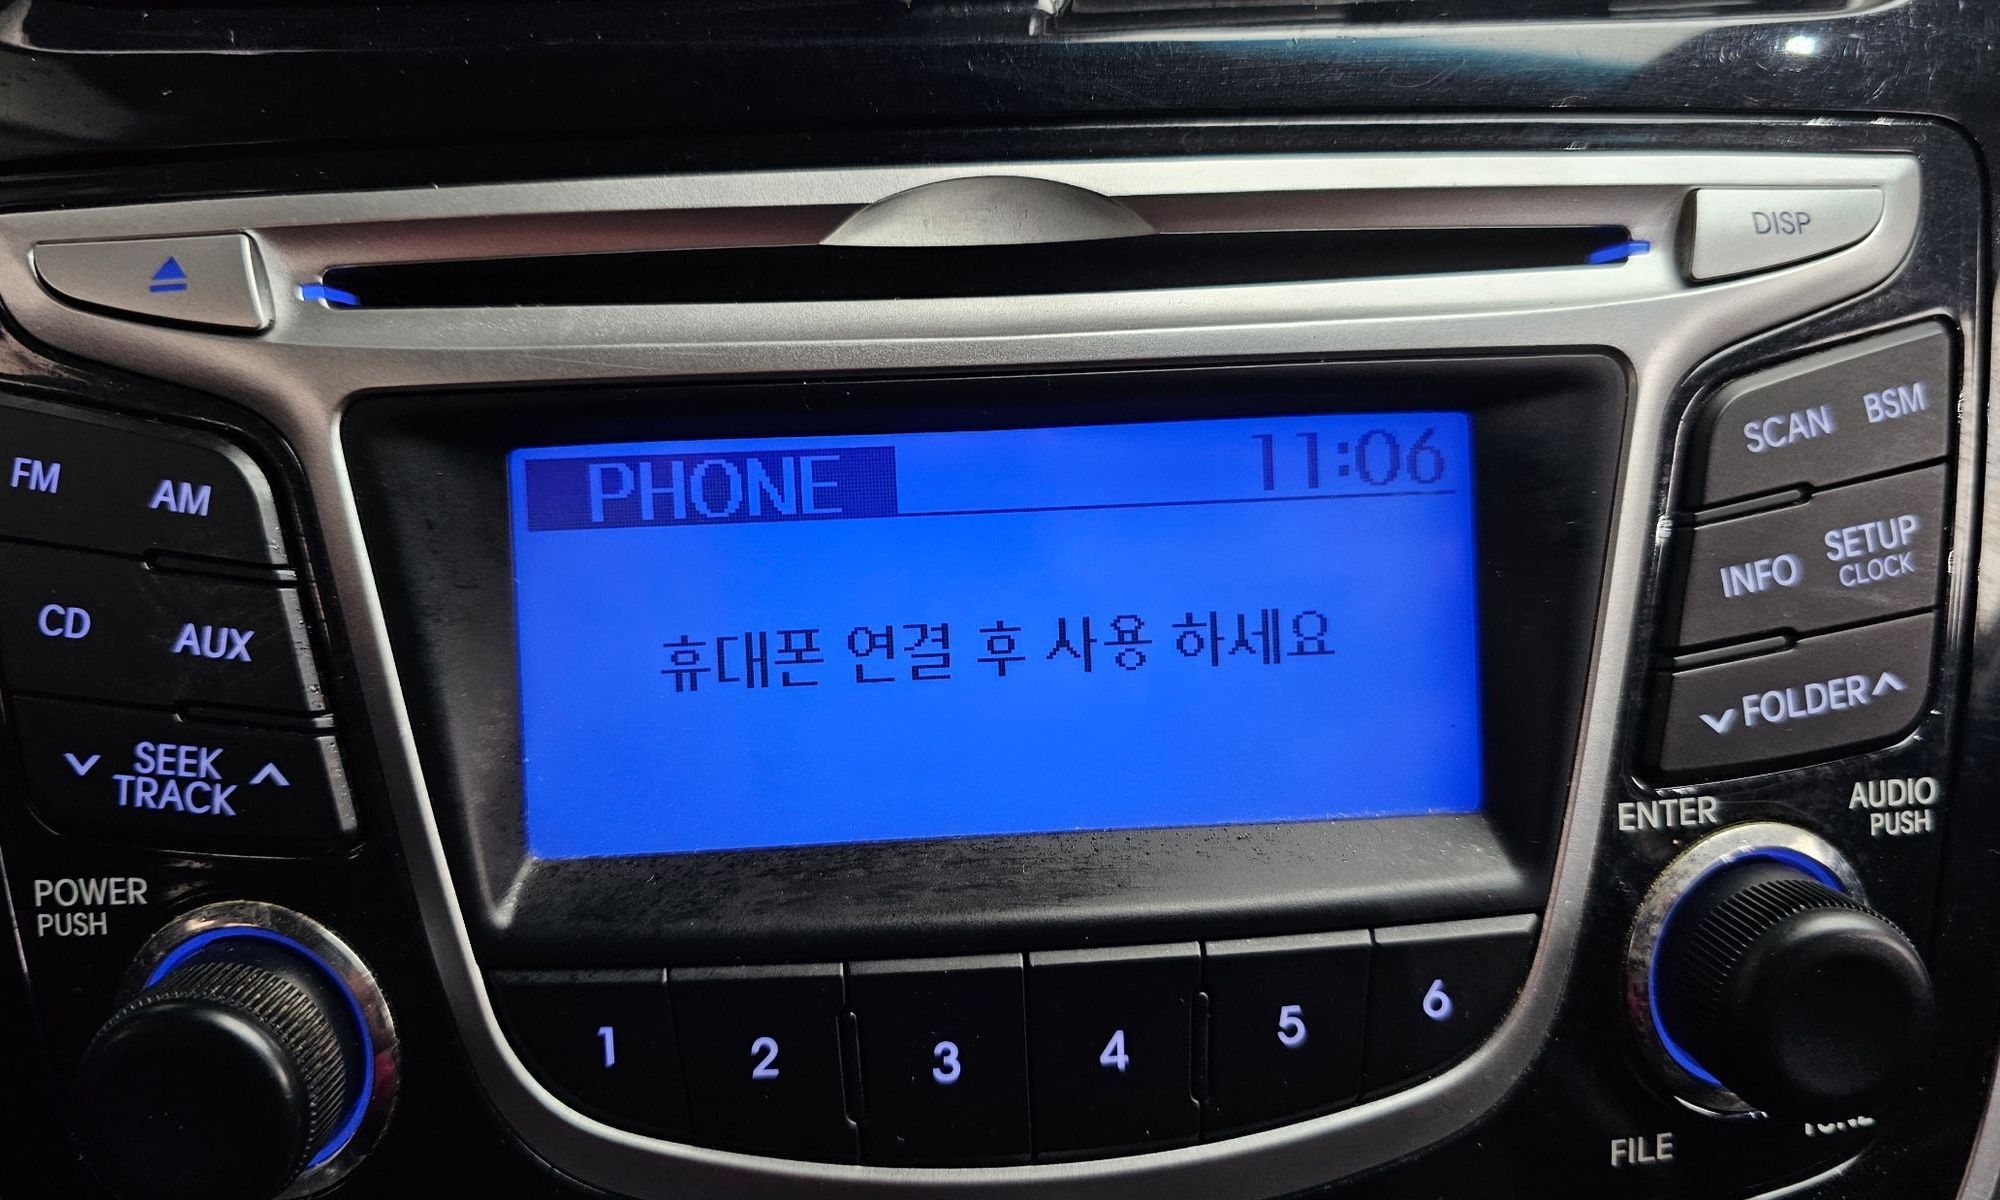 DISP
SCAN BSM
FM AM
PHONE 11:06
INFO SETUP
CLOCK
CD AUX
휴대폰 연결 후 사용 하세요
FOLDER
SEEK
TRACK
ENTER AUDIO
PUSH
POWER
PUSH
1 2 3 4 5 6
FILE